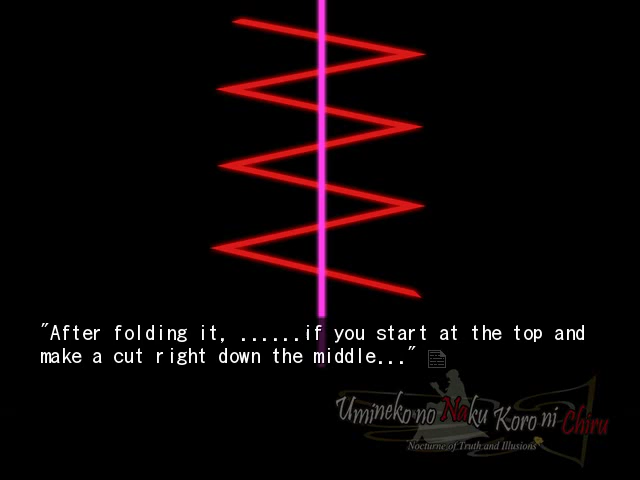 "After folding it, ......if you start at the top and
make a cut right down the middle..."
Umineko no Naku Koro ni Chiru
Nocturne of Truth and Illusions